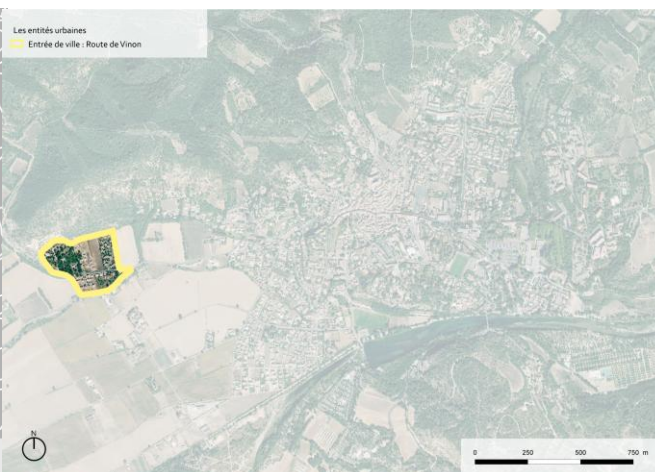 Les entités urbaines
Entrée de ville : Route de Vinon
N
0 250 500 750 m